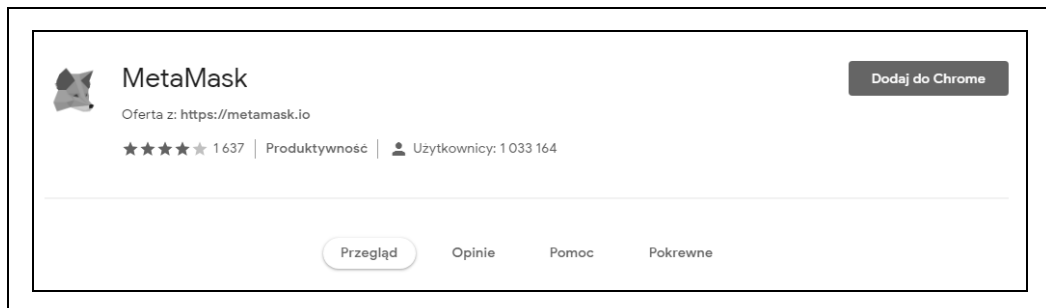 MetaMask
Dodaj do Chrome
Oferta z: https://metamask.io
1 637 Produktywność Użytkownicy: 1 033 164
Przegląd Opinie Pomoc Pokrewne